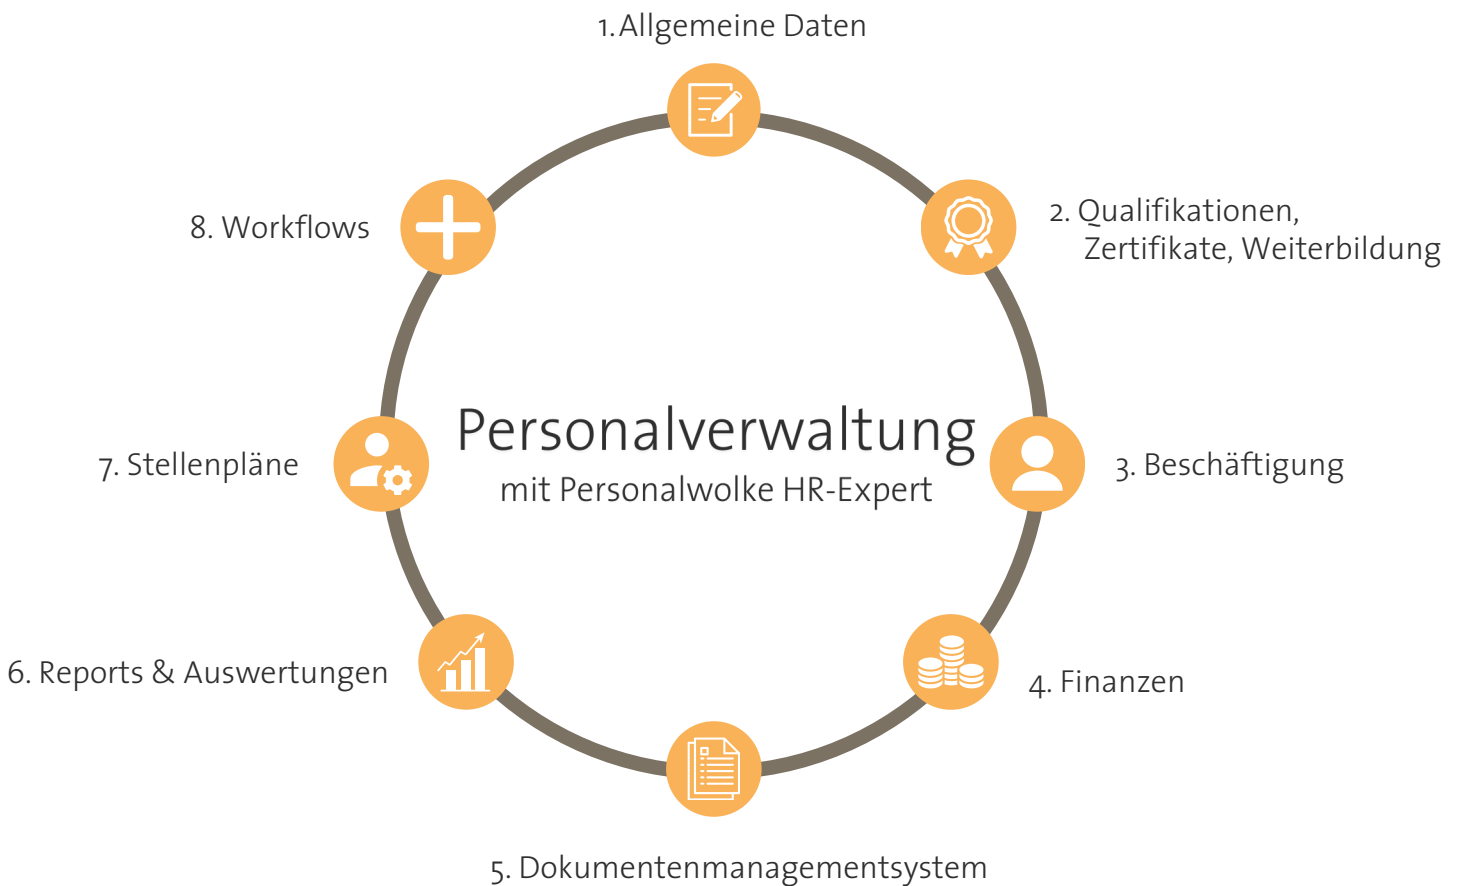 1. Allgemeine Daten
2. Qualifikationen,
Zertifikate, Weiterbildung
3. Beschäftigung
4. Finanzen
5. Dokumentenmanagementsystem
6. Reports & Auswertungen
7. Stellenpläne
8. Workflows
Personalverwaltung
mit Personalwolke HR-Expert